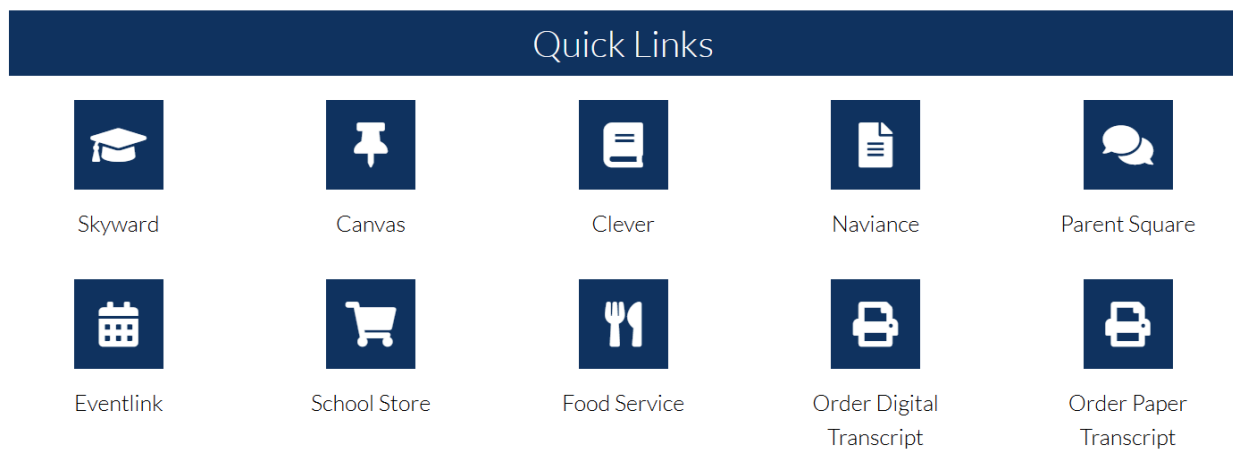 Quick Links
Skyward
Canvas
Clever
Naviance
Parent Square
Eventlink
School Store
Food Service
Order Digital
Transcript
Order Paper
Transcript